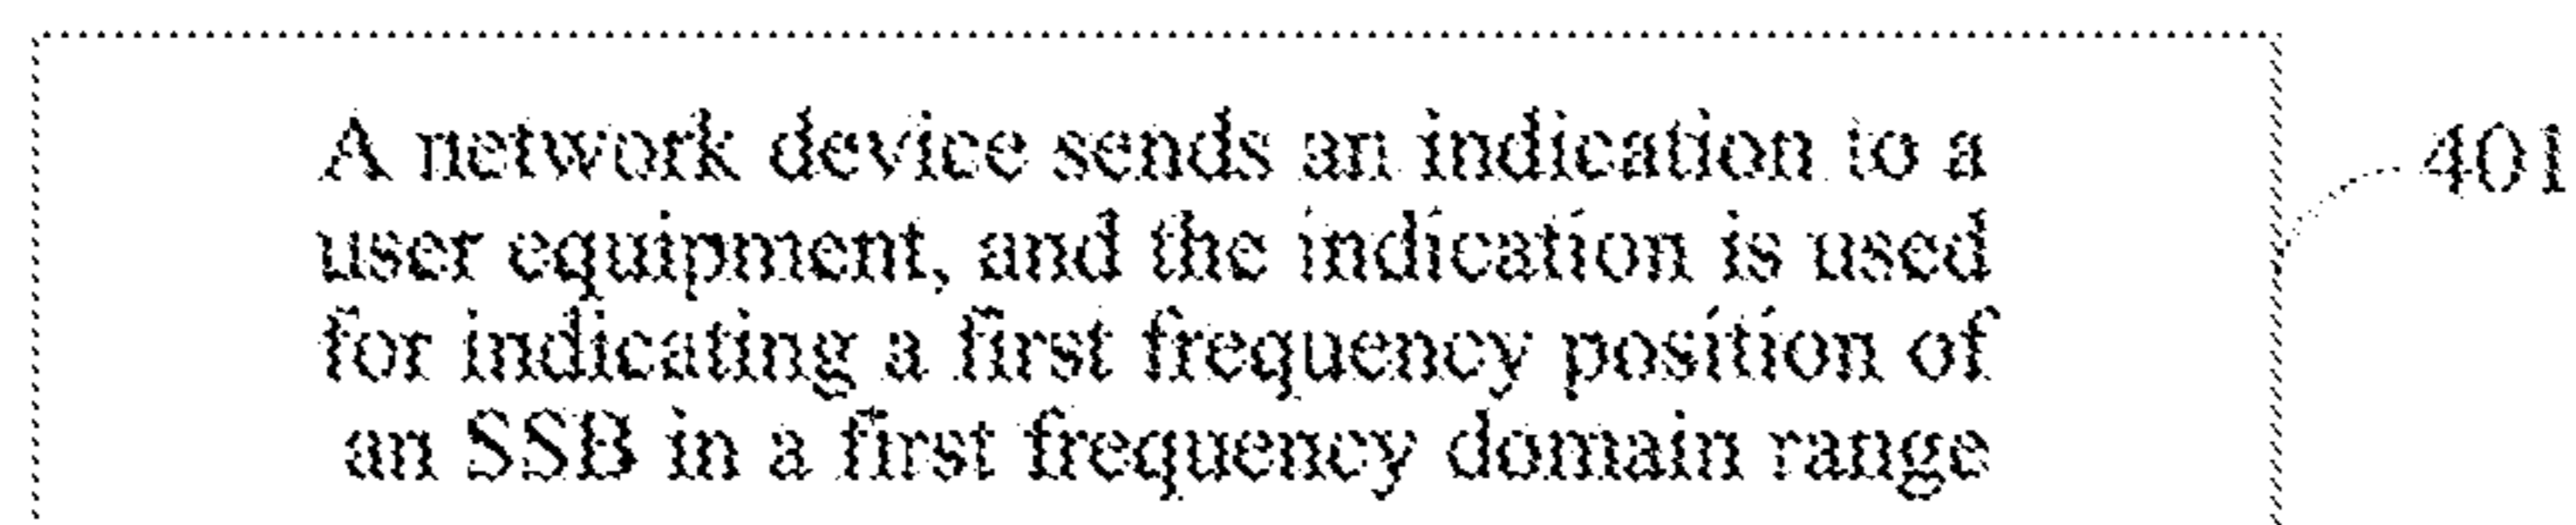 A network device sends an indication to a
user equipment, and the indication is used
for indicating a first frequency position of
an SSB in a first frequency domain range
401